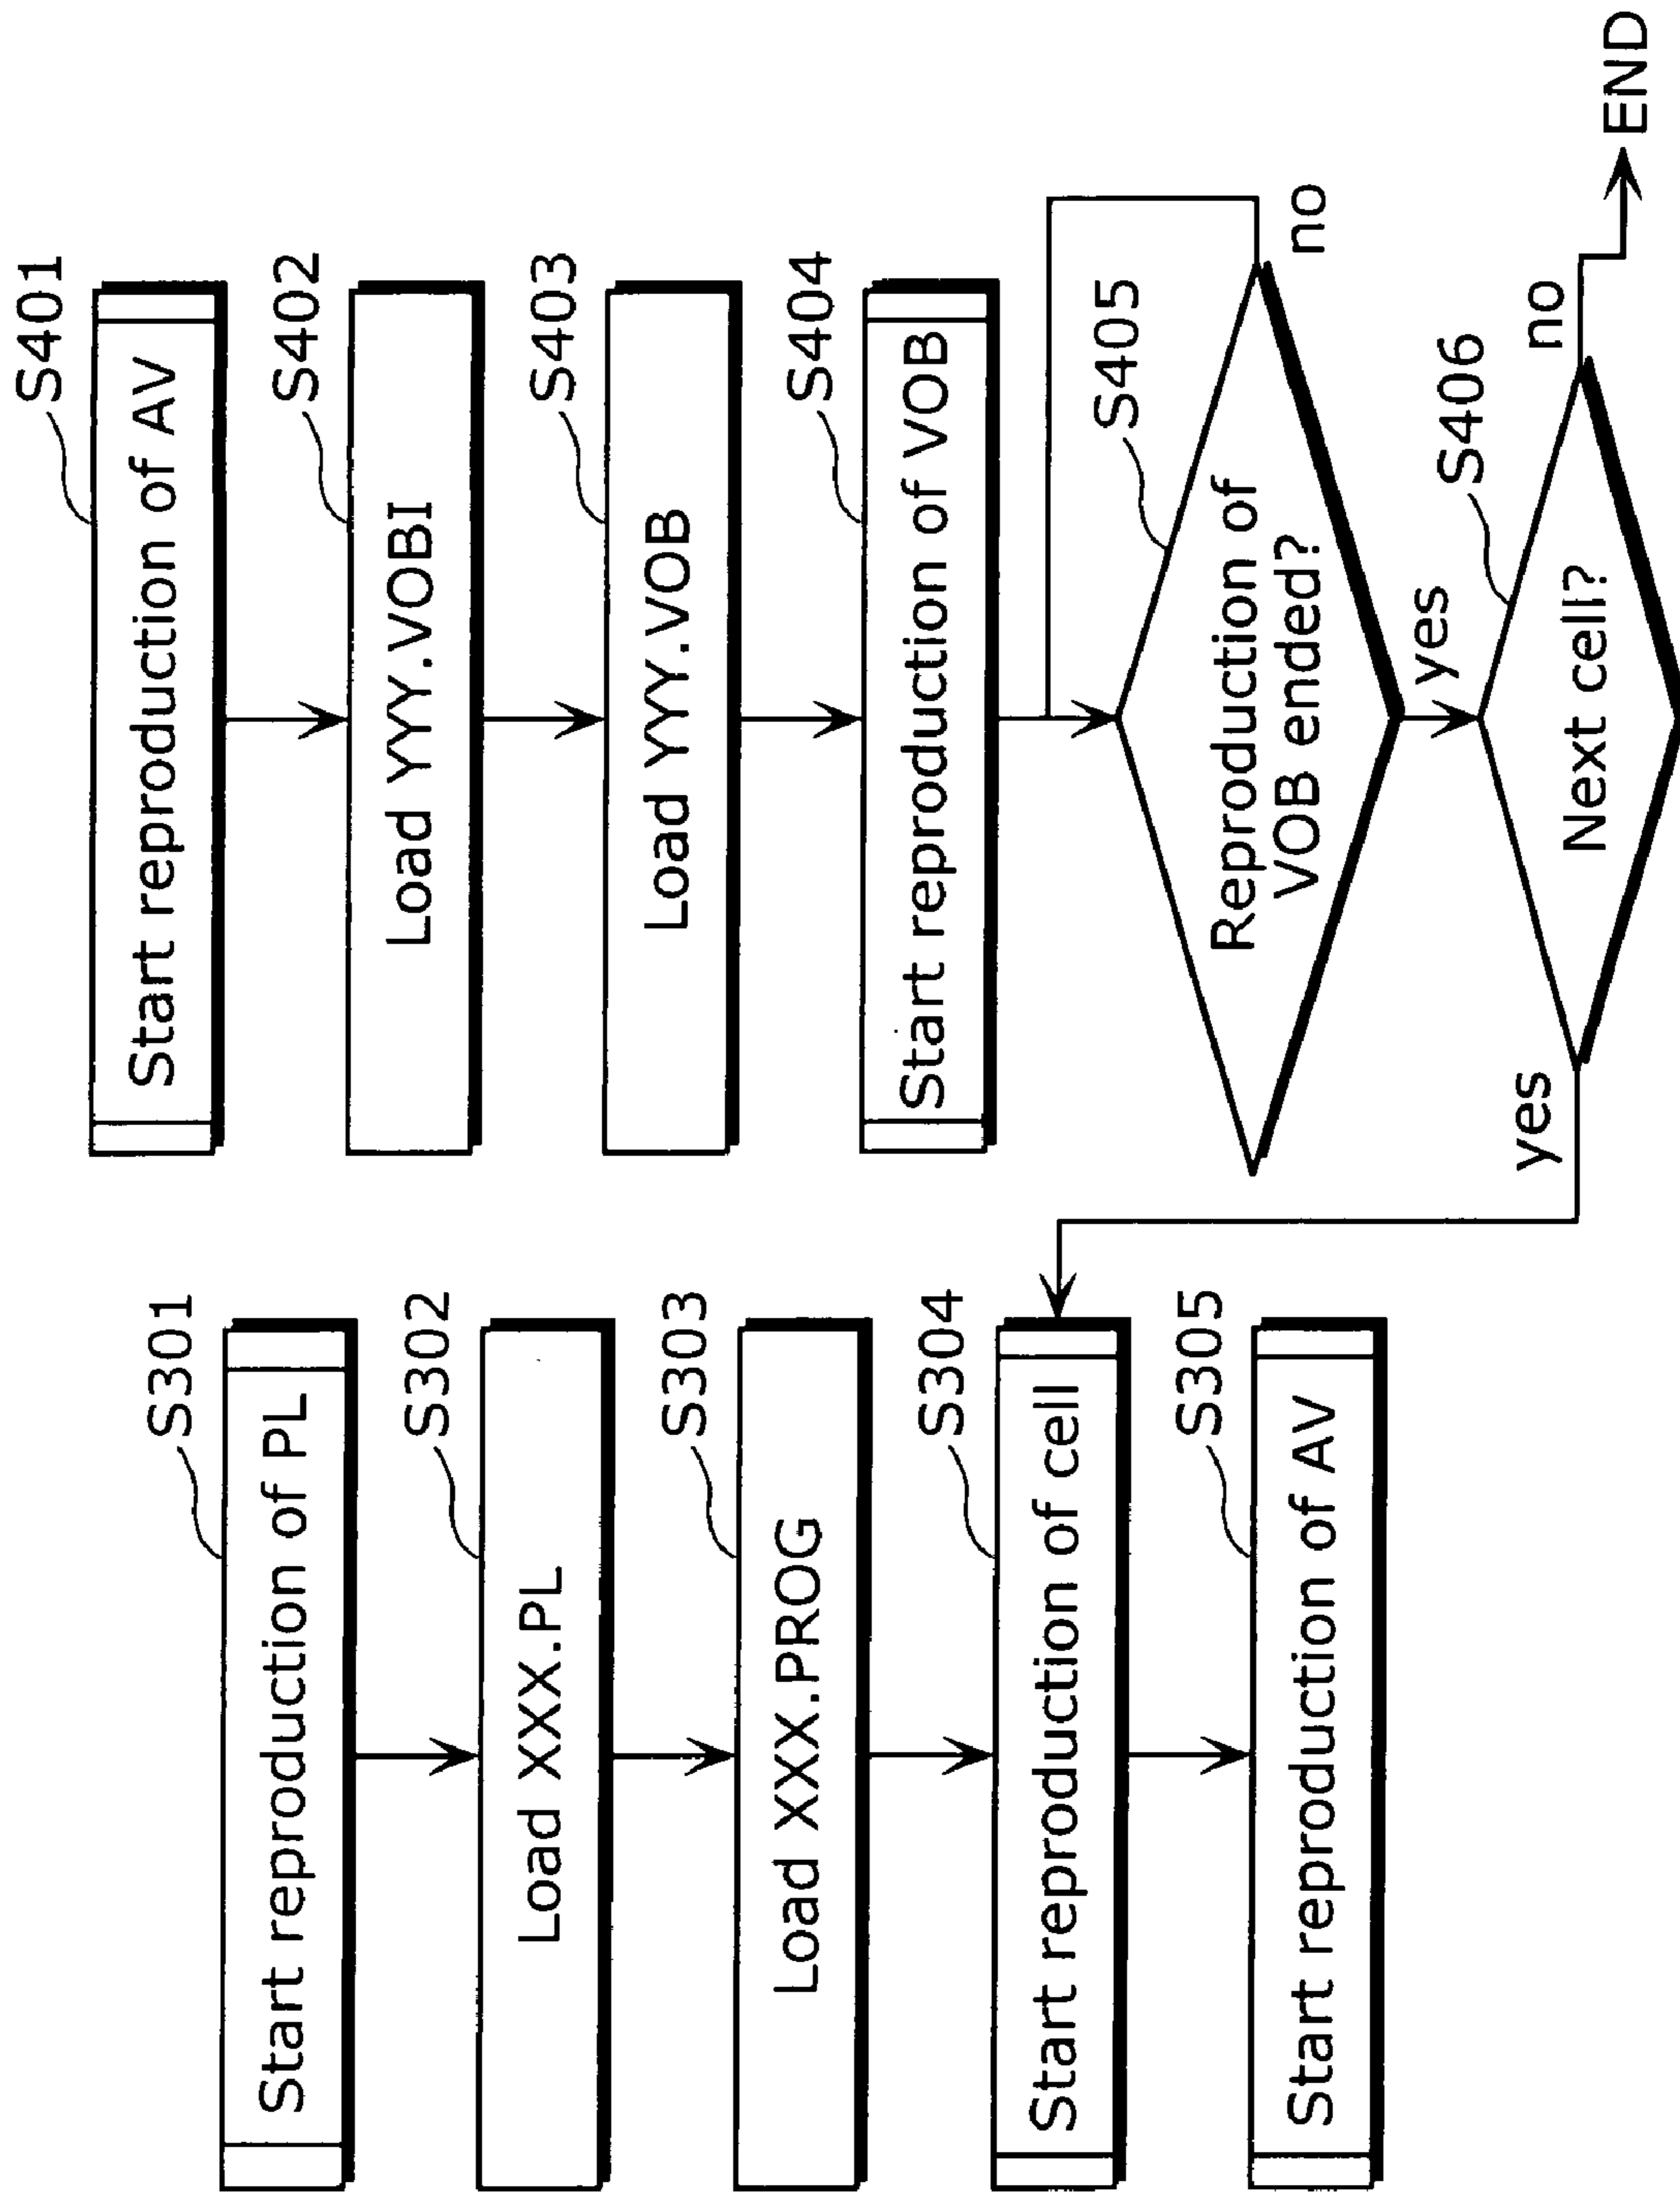 S301
Start reproduction of PL
S302
Load XXX.PL
S303
Load XXX.PROG
S304
Start reproduction of cell
S305
Start reproduction of AV
S401
Start reproduction of AV
S402
Load YYY.VOBI
S403
Load YYY.VOB
S404
Start reproduction of VOB
S405
Reproduction of
VOB ended?
no
yes
S406
Next cell?
yes
no
END